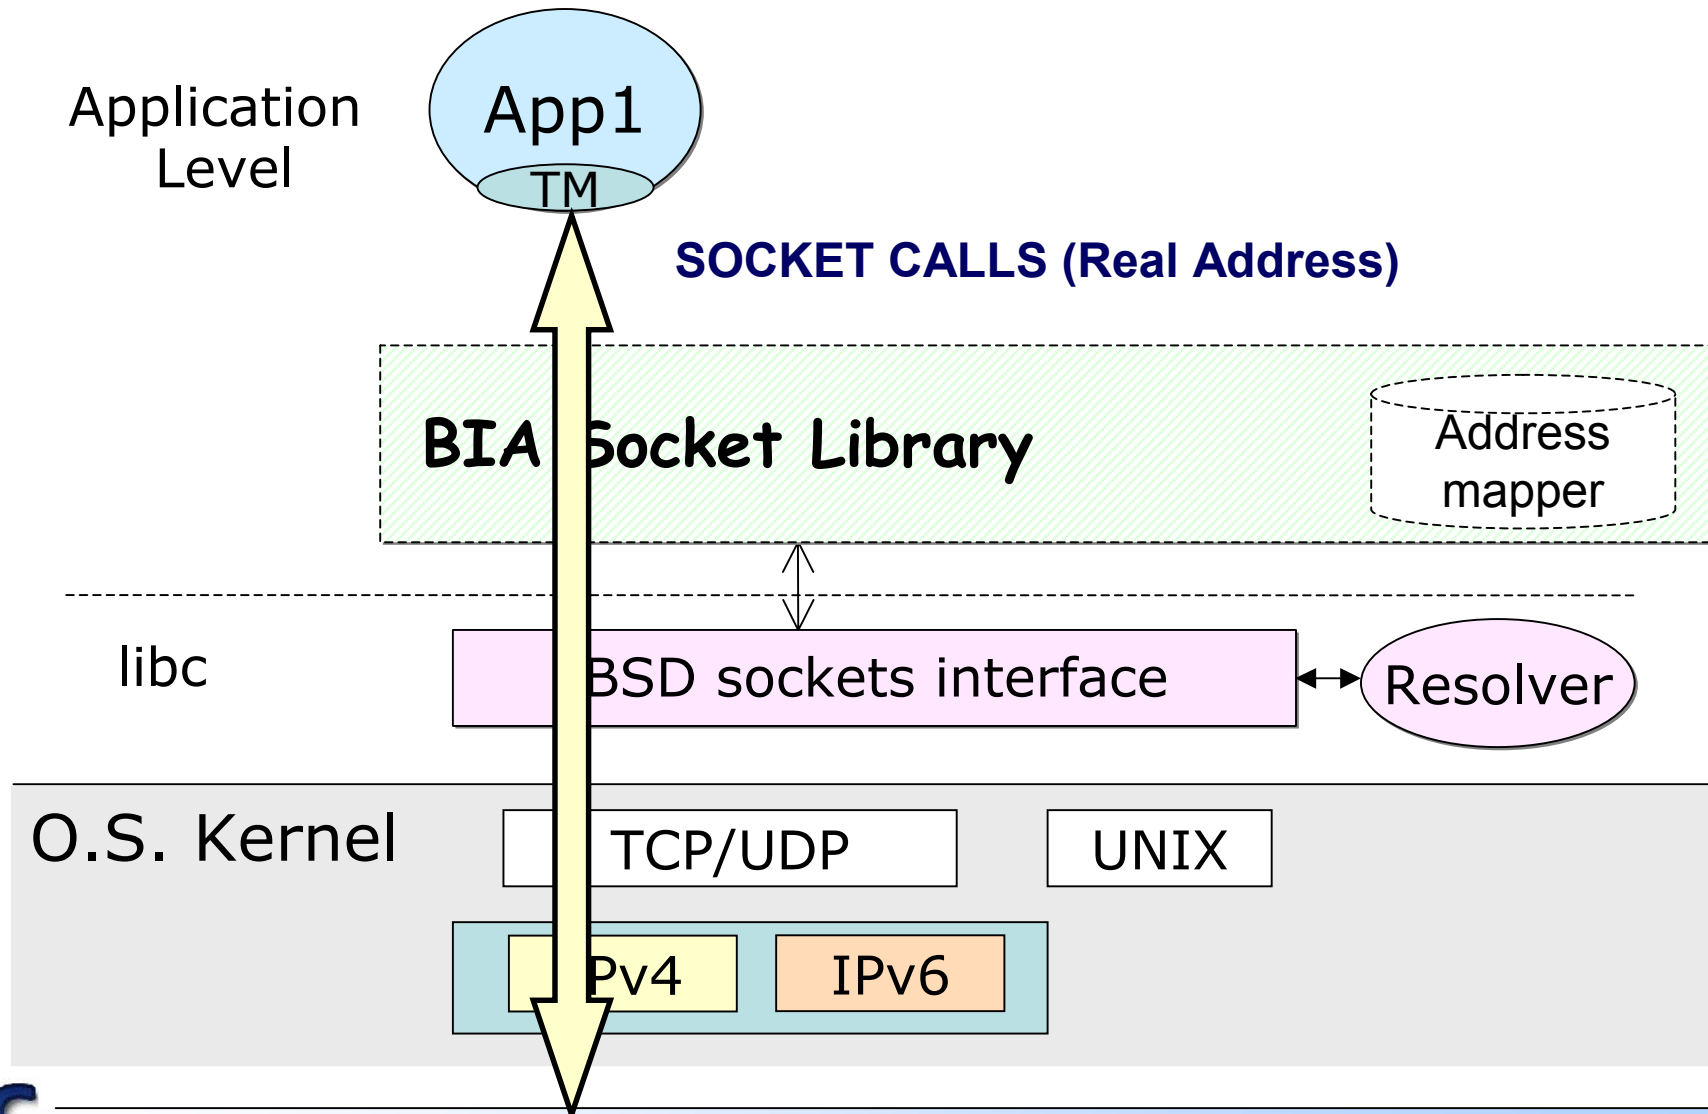 Application
Level
App1
TM
SOCKET CALLS (Real Address)
BIA Socket Library
Address
mapper
libc
BSD sockets interface
Resolver
O.S. Kernel
TCP/UDP
UNIX
IPv4
IPv6